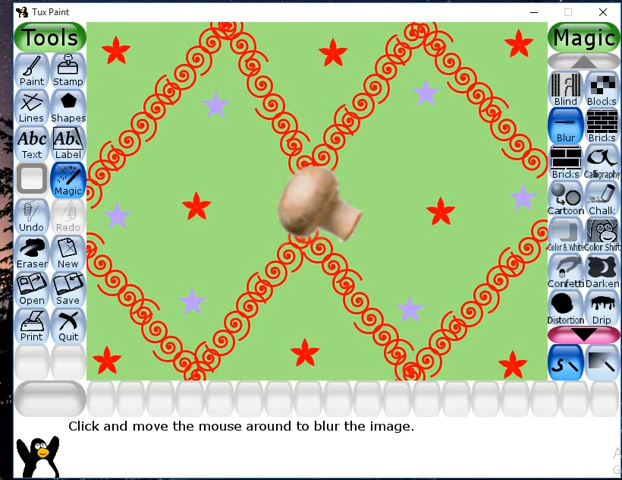 Tux Paint
Tools
Magic
Paint
Stamp
Blind
Blocks
Lines
Shapes
Blur
Bricks
Abc
Abc
Text
Label
Bricks
Calligraphy
Magic
Cartoon
Chalk
Undo
Redo
Color & White
Color Shift
Eraser
New
Confetti
Darken
Open
Save
Distortion
Drip
Print
Quit
Click and move the mouse around to blur the image.